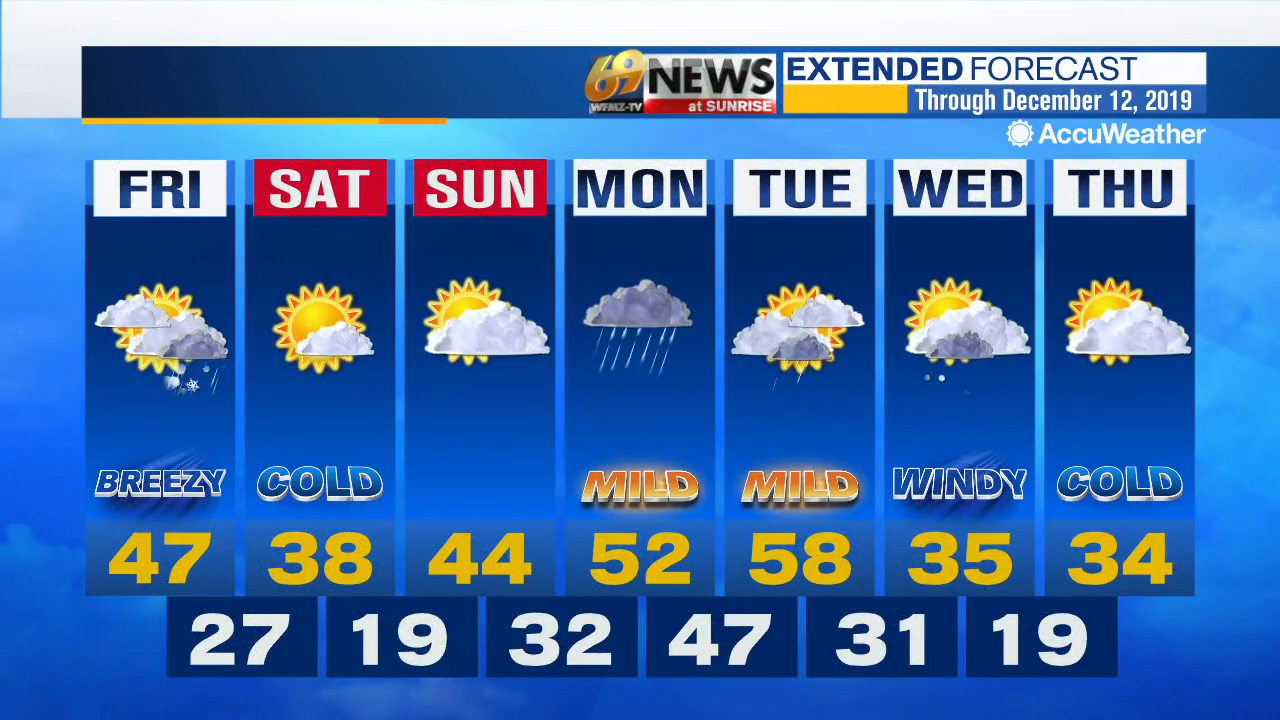 69 NEWS
WFMZ-TV
at SUNRISE
EXTENDED FORECAST
Through December 12, 2019
AccuWeather
FRI SAT SUN MON TUE WED THU
BREEZY COLD MILD MILD WINDY COLD
47 38 44 52 58 35 34
27 19 32 47 31 19